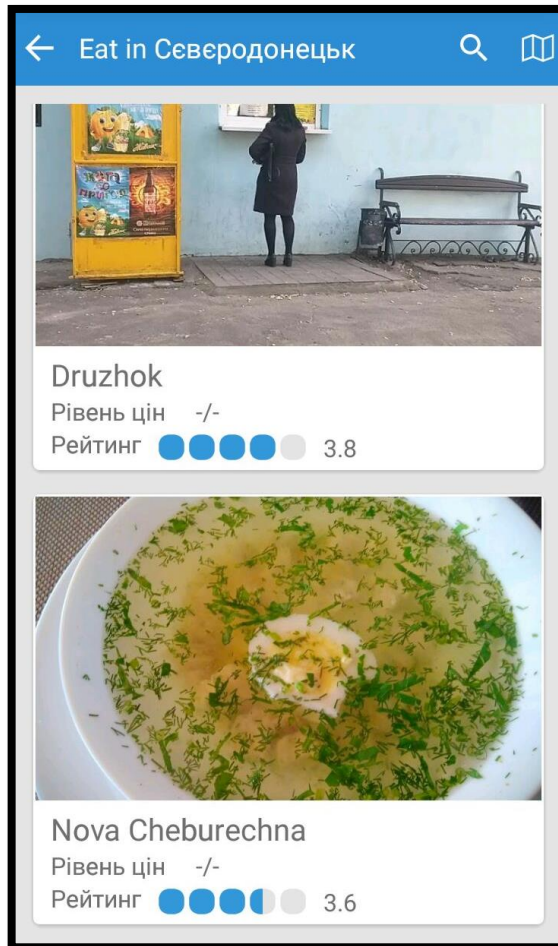 Eat in Сєвєродонецьк
Druzhok
Рівень цін -/-
Рейтинг 3.8
Nova Cheburechna
Рівень цін -/-
Рейтинг 3.6